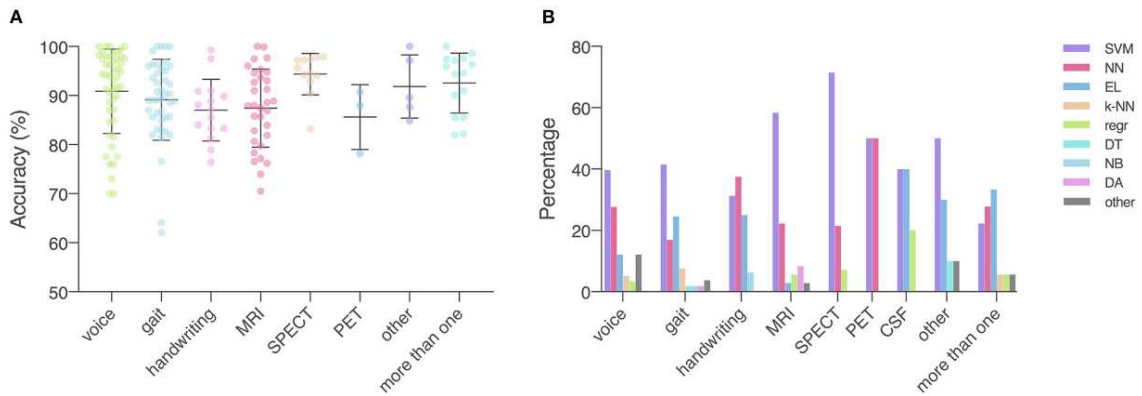 A
Accuracy (%)
100
90
80
70
60
50
voice
gait
handwriting
MRI
SPECT
PET
other
more than one
B
Percentage
80
60
40
20
0
voice
gait
handwriting
MRI
SPECT
PET
CSF
other
more than one
SVM
NN
EL
k-NN
regr
DT
NB
DA
other